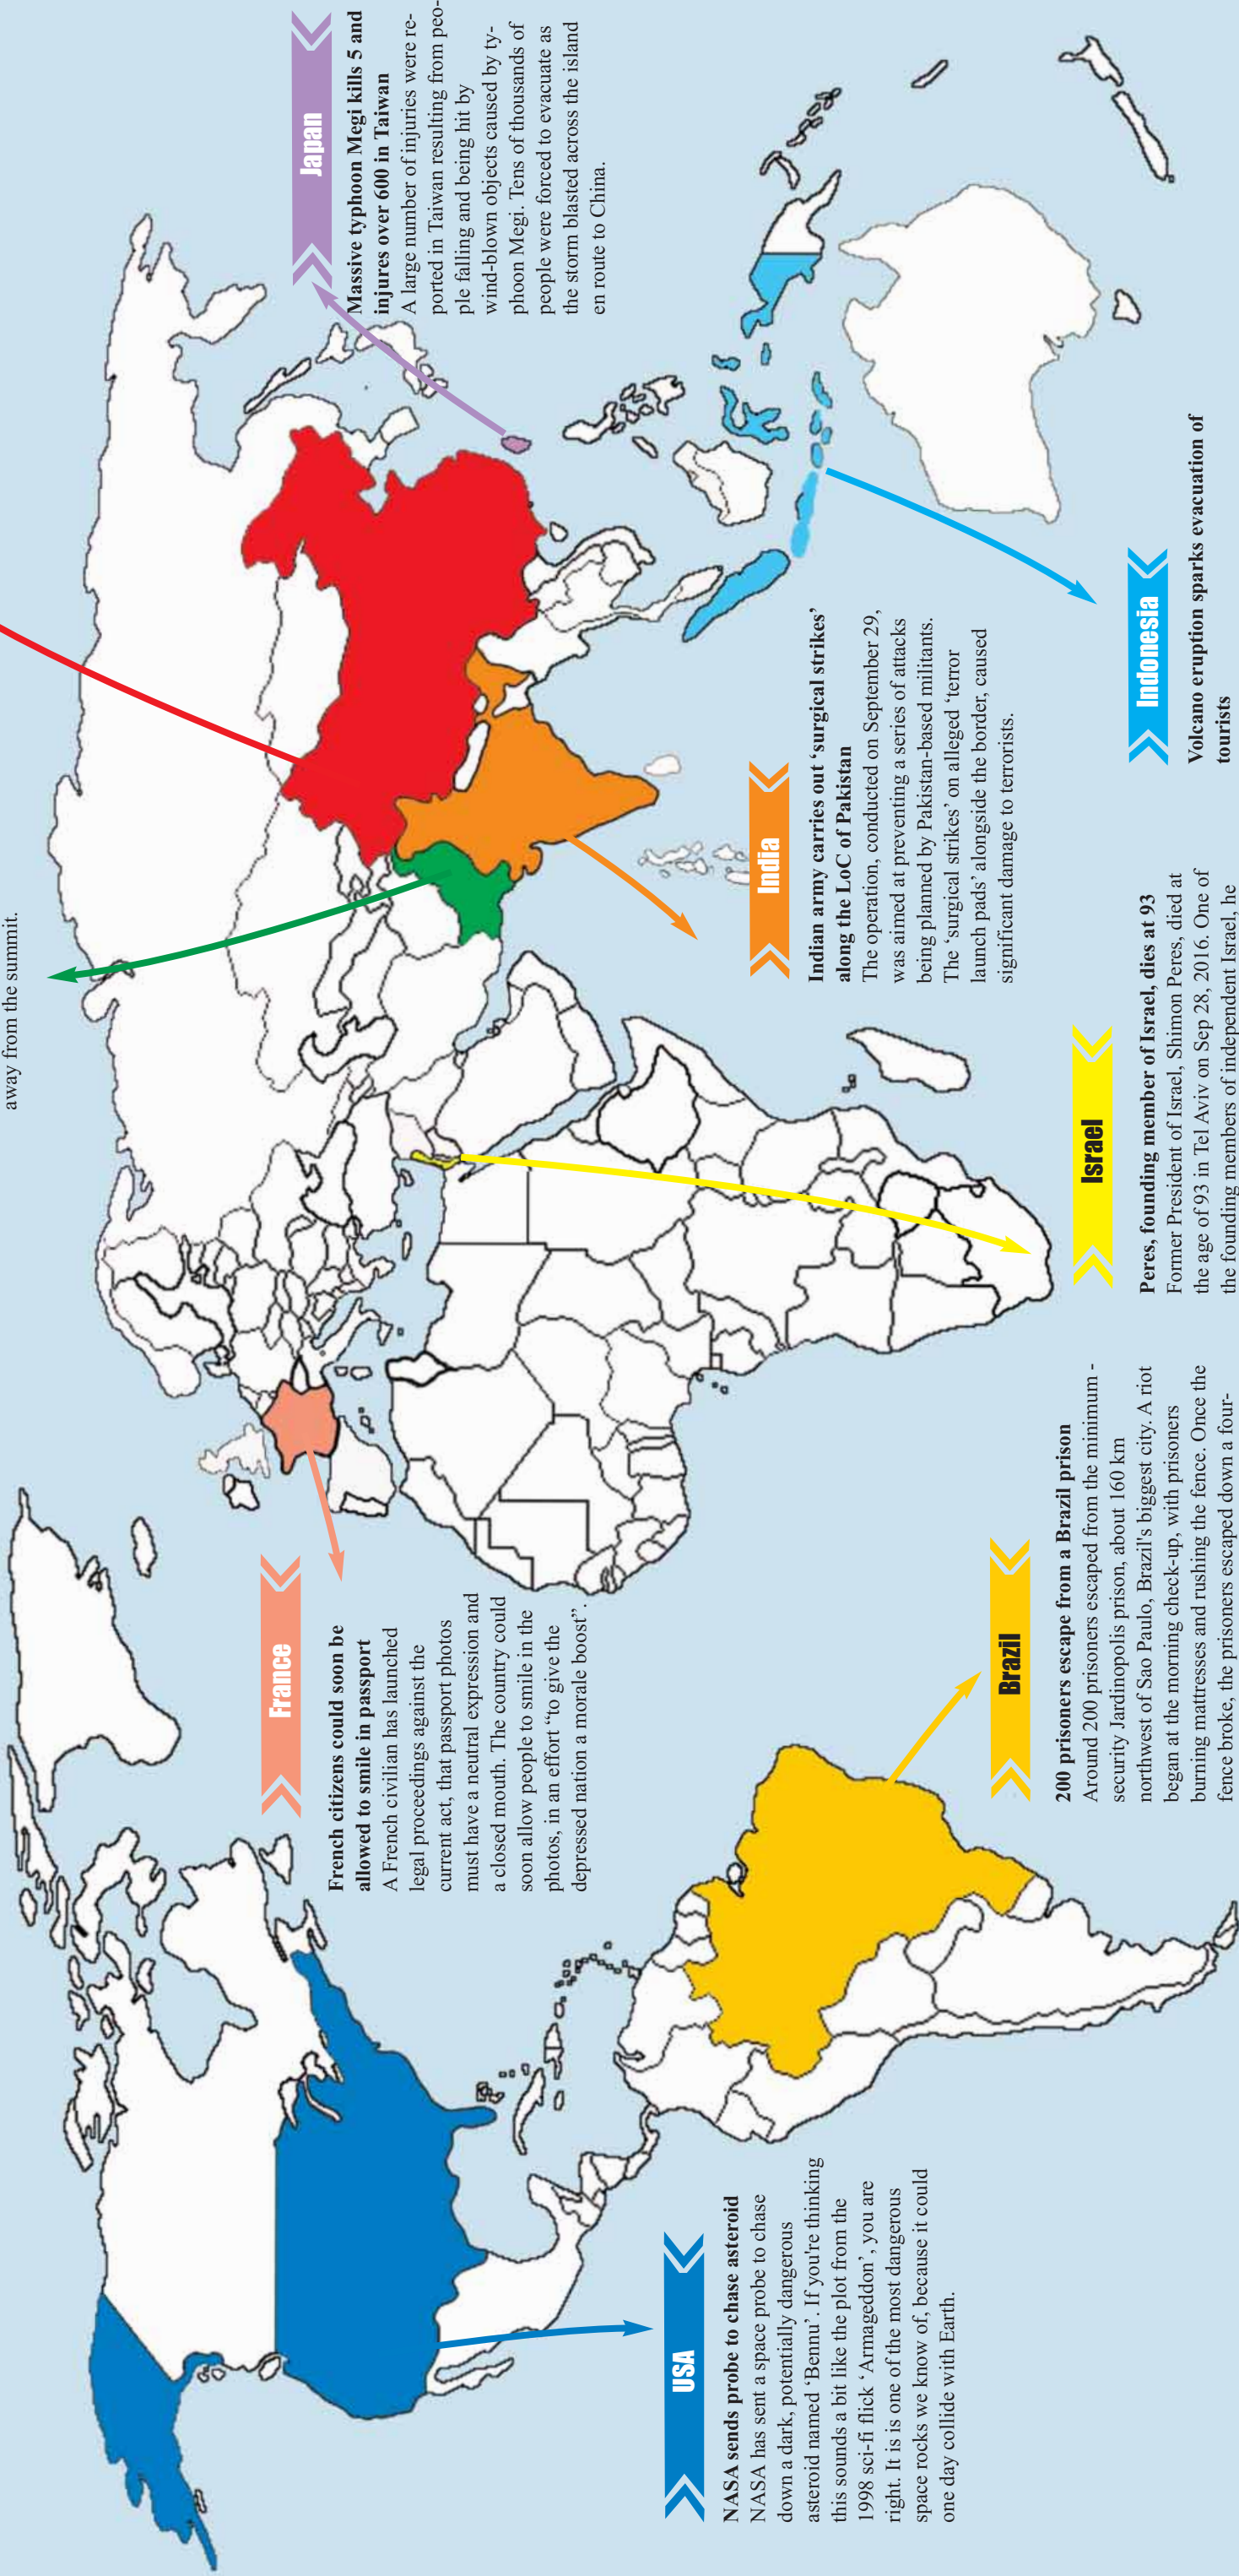 away from the summit.
Japan
Massive typhoon Megi kills 5 and
injures over 600 in Taiwan
A large number of injuries were re-
ported in Taiwan resulting from peo-
ple falling and being hit by
wind-blown objects caused by ty-
phoon Megi. Tens of thousands of
people were forced to evacuate as
the storm blasted across the island
en route to China.
France
French citizens could soon be
allowed to smile in passport
A French civilian has launched
legal proceedings against the
current act, that passport photos
must have a neutral expression and
a closed mouth. The country could
soon allow people to smile in the
photos, in an effort “to give the
depressed nation a morale boost”.
USA
NASA sends probe to chase asteroid
NASA has sent a space probe to chase
down a dark, potentially dangerous
asteroid named ‘Bennu’. If you're thinking
this sounds a bit like the plot from the
1998 sci-fi flick ‘Armageddon’, you are
right. It is is one of the most dangerous
space rocks we know of, because it could
one day collide with Earth.
India
Indian army carries out ‘surgical strikes’
along the LoC of Pakistan
The operation, conducted on September 29,
was aimed at preventing a series of attacks
being planned by Pakistan-based militants.
The ‘surgical strikes’ on alleged ‘terror
launch pads’ alongside the border, caused
significant damage to terrorists.
Brazil
200 prisoners escape from a Brazil prison
Around 200 prisoners escaped from the minimum -
security Jardinopolis prison, about 160 km
northwest of Sao Paulo, Brazil's biggest city. A riot
began at the morning check-up, with prisoners
burning mattresses and rushing the fence. Once the
fence broke, the prisoners escaped down a four-
Israel
Peres, founding member of Israel, dies at 93
Former President of Israel, Shimon Peres, died at
the age of 93 in Tel Aviv on Sep 28, 2016. One of
the founding members of independent Israel, he
Indonesia
Volcano eruption sparks evacuation of
tourists